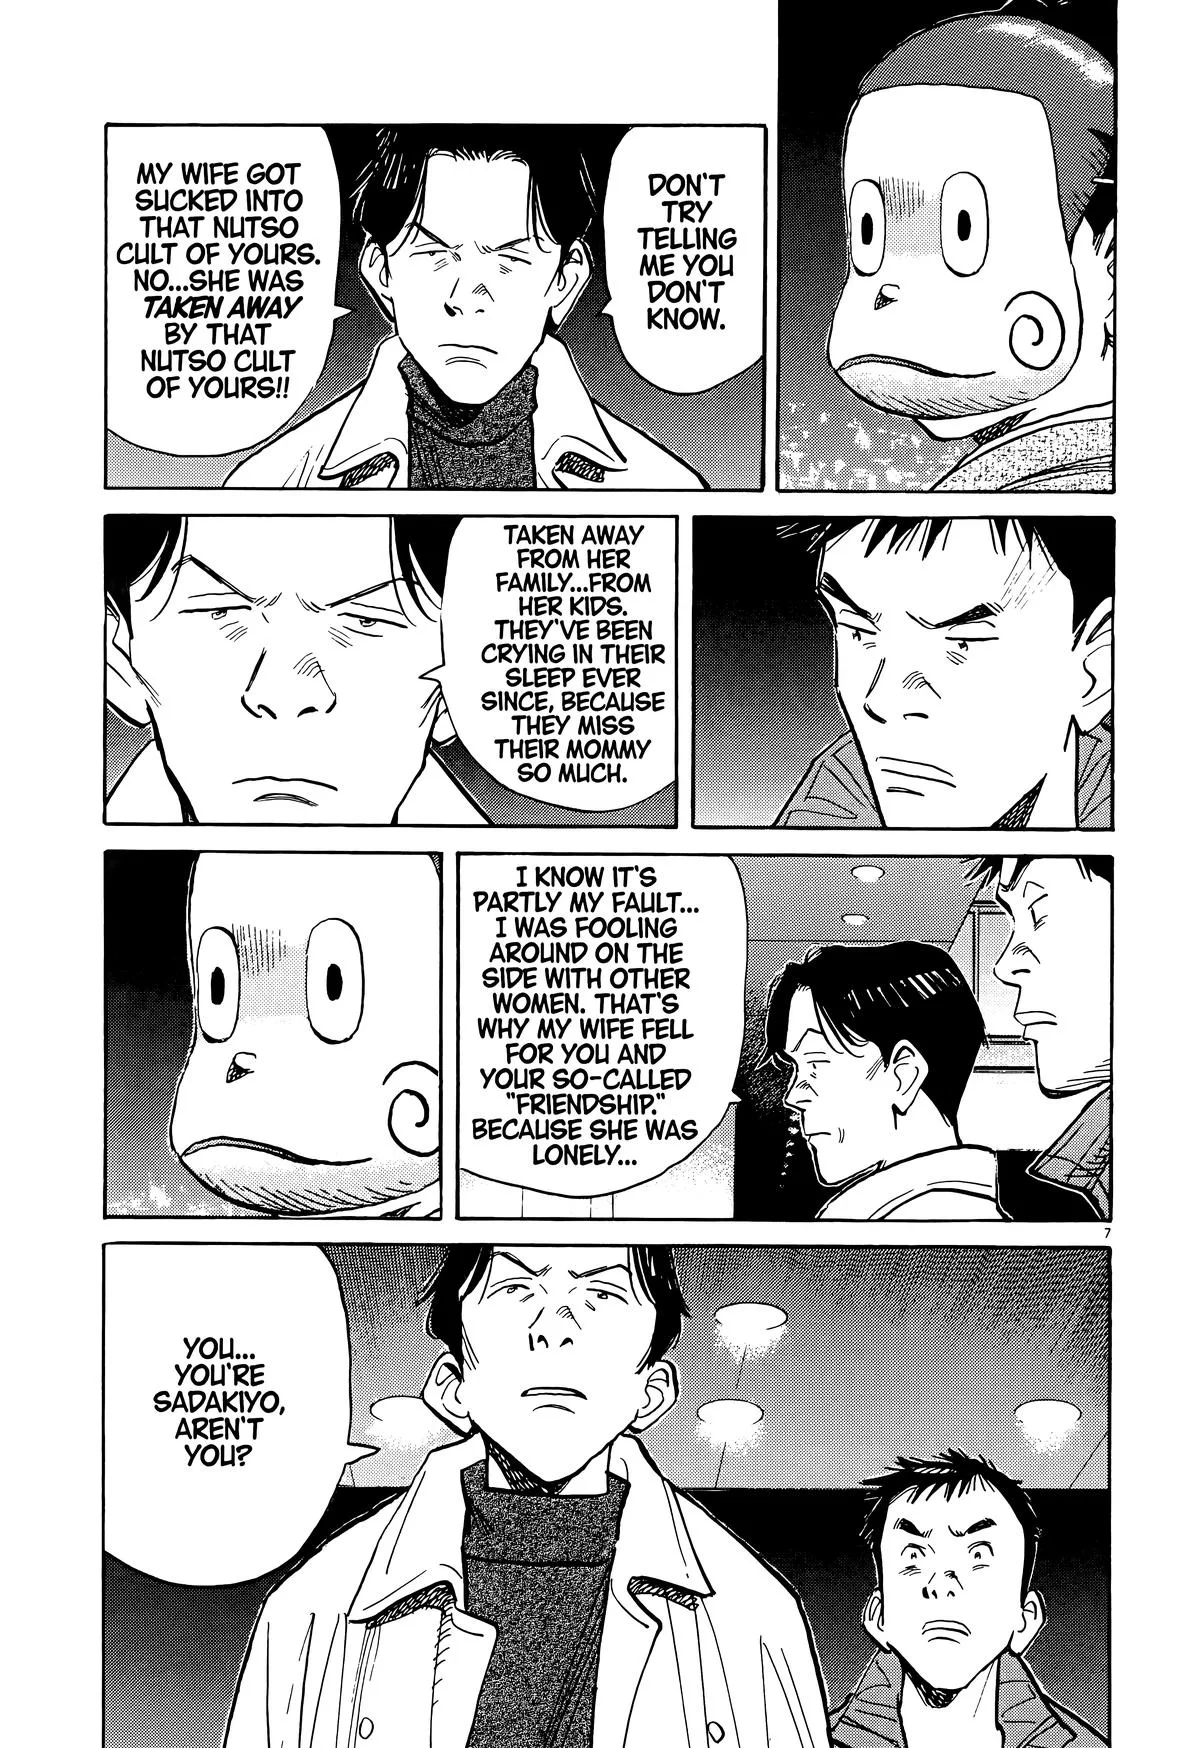 DON'T
TRY
TELLING
ME YOU
DON'T
KNOW.
MY WIFE GOT
SUCKED INTO
THAT NUTSO
CULT OF YOURS.
NO...SHE WAS
TAKEN AWAY
BY THAT
NUTSO CULT
OF YOURS!!
TAKEN AWAY
FROM HER
FAMILY...FROM
HER KIDS.
THEY'VE BEEN
CRYING IN THEIR
SLEEP EVER
SINCE, BECAUSE
THEY MISS
THEIR MOMMY
SO MUCH.
I KNOW IT'S
PARTLY MY FAULT...
I WAS FOOLING
AROUND ON THE
SIDE WITH OTHER
WOMEN. THAT'S
WHY MY WIFE FELL
FOR YOU AND
YOUR SO-CALLED
"FRIENDSHIP."
BECAUSE SHE WAS
LONELY...
7
YOU...
YOU'RE
SADAKIYO,
AREN'T
YOU?